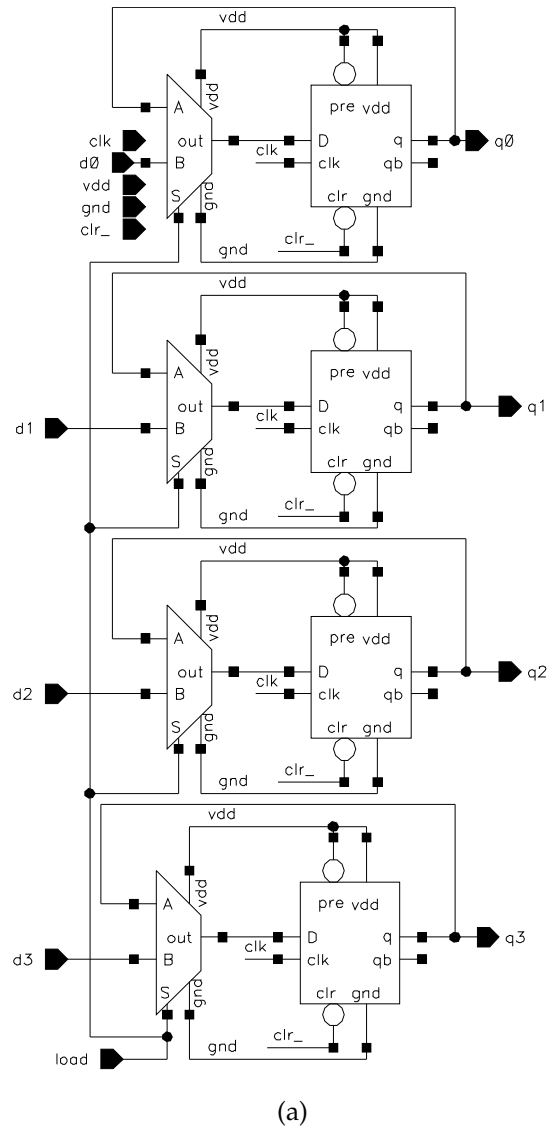 vdd
A
vdd
pre vdd
clk
out
clk
D
q
q0
d0
B
clk
qb
vdd
S
gnd
clr gnd
gnd
clr_
gnd
clr_
vdd
A
vdd
pre vdd
out
D
q
q1
d1
B
clk
clk
qb
S
gnd
clr gnd
gnd
clr_
vdd
A
vdd
pre vdd
out
D
q
q2
d2
B
clk
clk
qb
S
gnd
clr gnd
gnd
clr_
vdd
A
vdd
pre vdd
out
D
q
q3
d3
B
clk
clk
qb
S
gnd
clr gnd
load
gnd
clr_
(a)